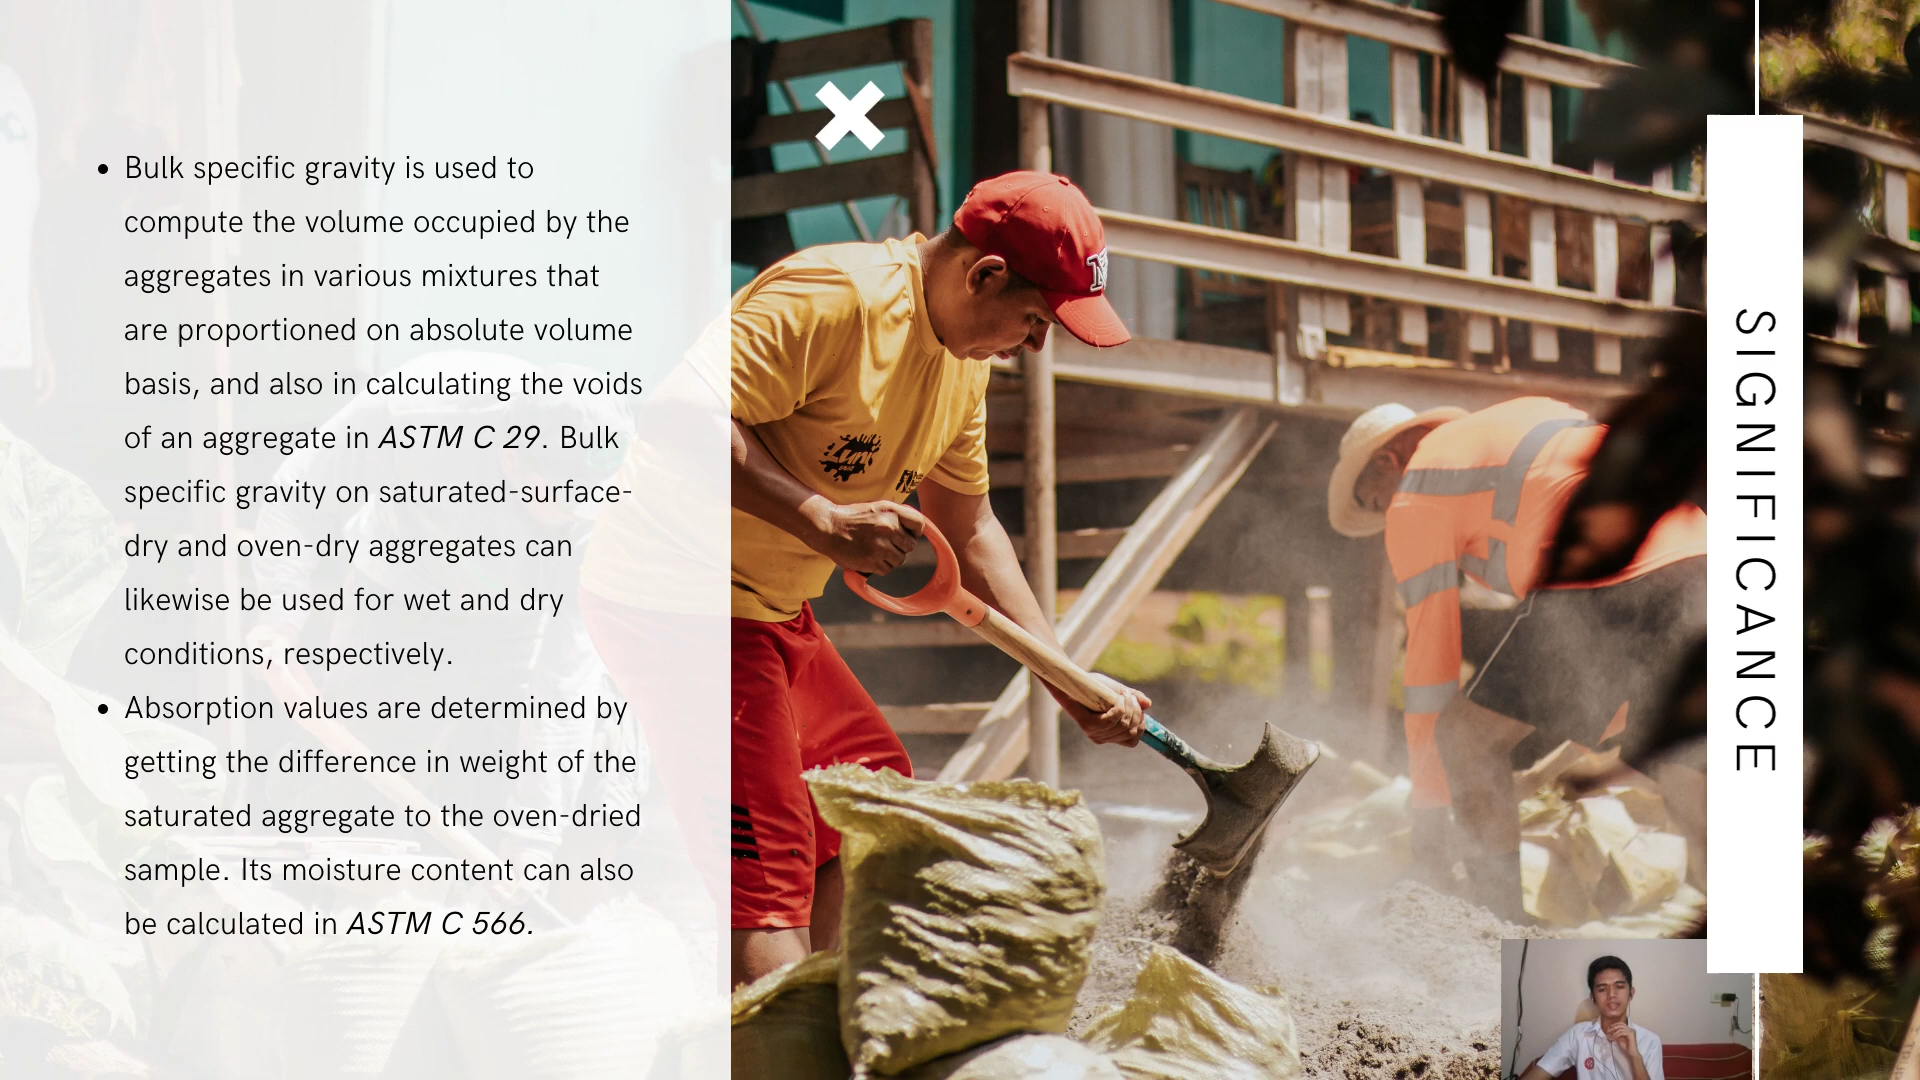 Bulk specific gravity is used to
compute the volume occupied by the
aggregates in various mixtures that
are proportioned on absolute volume
basis, and also in calculating the voids
of an aggregate in ASTM C 29. Bulk
specific gravity on saturated-surface-
dry and oven-dry aggregates can
likewise be used for wet and dry
conditions, respectively.
Absorption values are determined by
getting the difference in weight of the
saturated aggregate to the oven-dried
sample. Its moisture content can also
be calculated in ASTM C 566.
SIGNIFICANCE